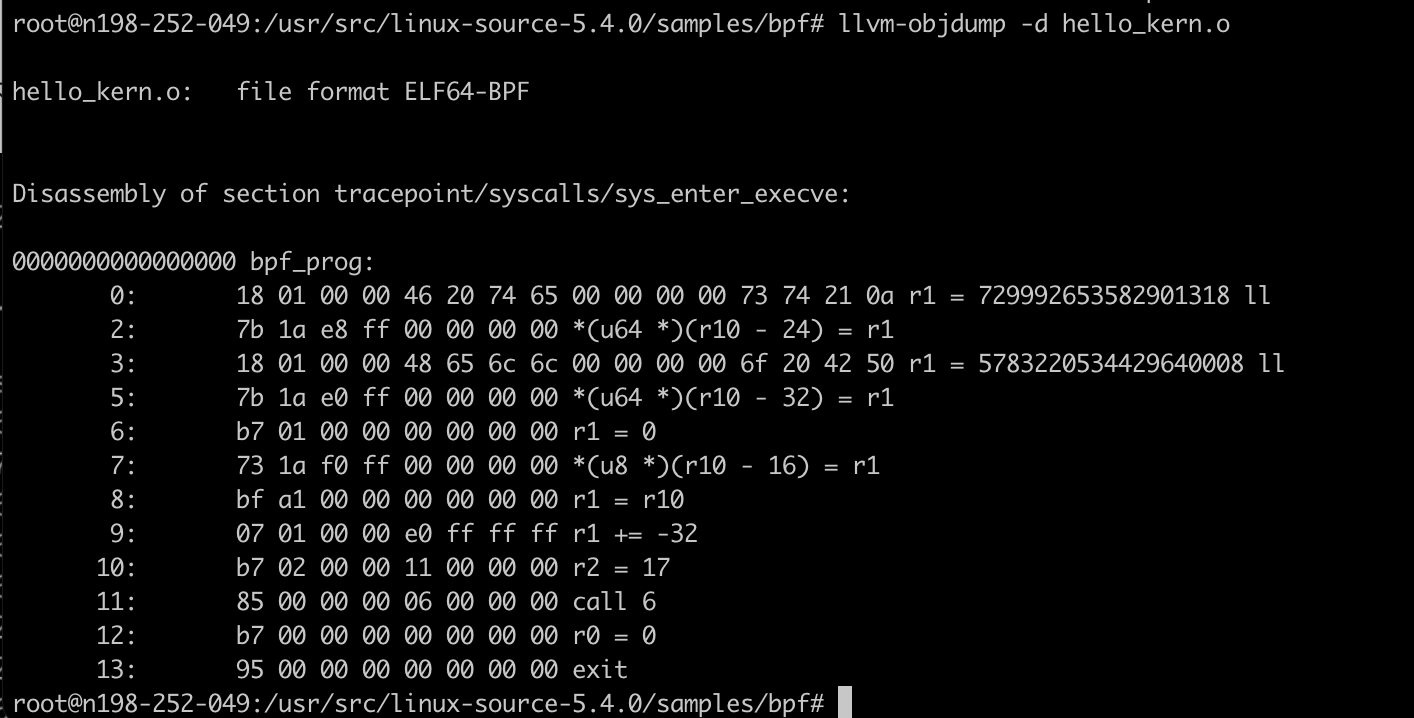 root@n198-252-049:/usr/src/linux-source-5.4.0/samples/bpf# llvm-objdump -d hello_kern.o
hello_kern.o:   file format ELF64-BPF
Disassembly of section tracepoint/syscalls/sys_enter_execve:
0000000000000000 bpf_prog:
       0:       18 01 00 00 46 20 74 65 00 00 00 00 73 74 21 0a r1 = 729992653582901318 ll
       2:       7b 1a e8 ff 00 00 00 00 *(u64 *)(r10 - 24) = r1
       3:       18 01 00 00 48 65 6c 6c 00 00 00 00 6f 20 42 50 r1 = 5783220534429640008 ll
       5:       7b 1a e0 ff 00 00 00 00 *(u64 *)(r10 - 32) = r1
       6:       b7 01 00 00 00 00 00 00 r1 = 0
       7:       73 1a f0 ff 00 00 00 00 *(u8 *)(r10 - 16) = r1
       8:       bf a1 00 00 00 00 00 00 r1 = r10
       9:       07 01 00 00 e0 ff ff ff r1 += -32
      10:       b7 02 00 00 11 00 00 00 r2 = 17
      11:       85 00 00 00 06 00 00 00 call 6
      12:       b7 00 00 00 00 00 00 00 r0 = 0
      13:       95 00 00 00 00 00 00 00 exit
root@n198-252-049:/usr/src/linux-source-5.4.0/samples/bpf#